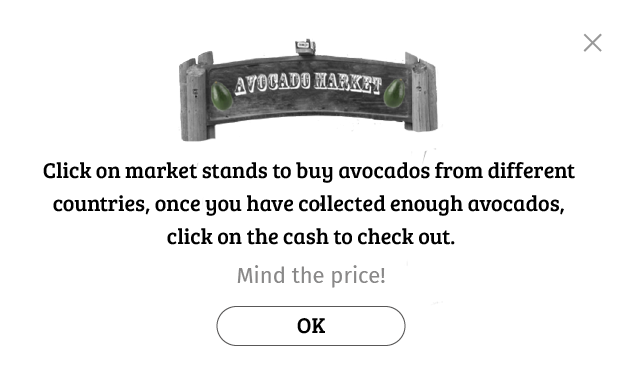 AVOCADO MARKET
Click on market stands to buy avocados from different
countries, once you have collected enough avocados,
click on the cash to check out.
Mind the price!
OK